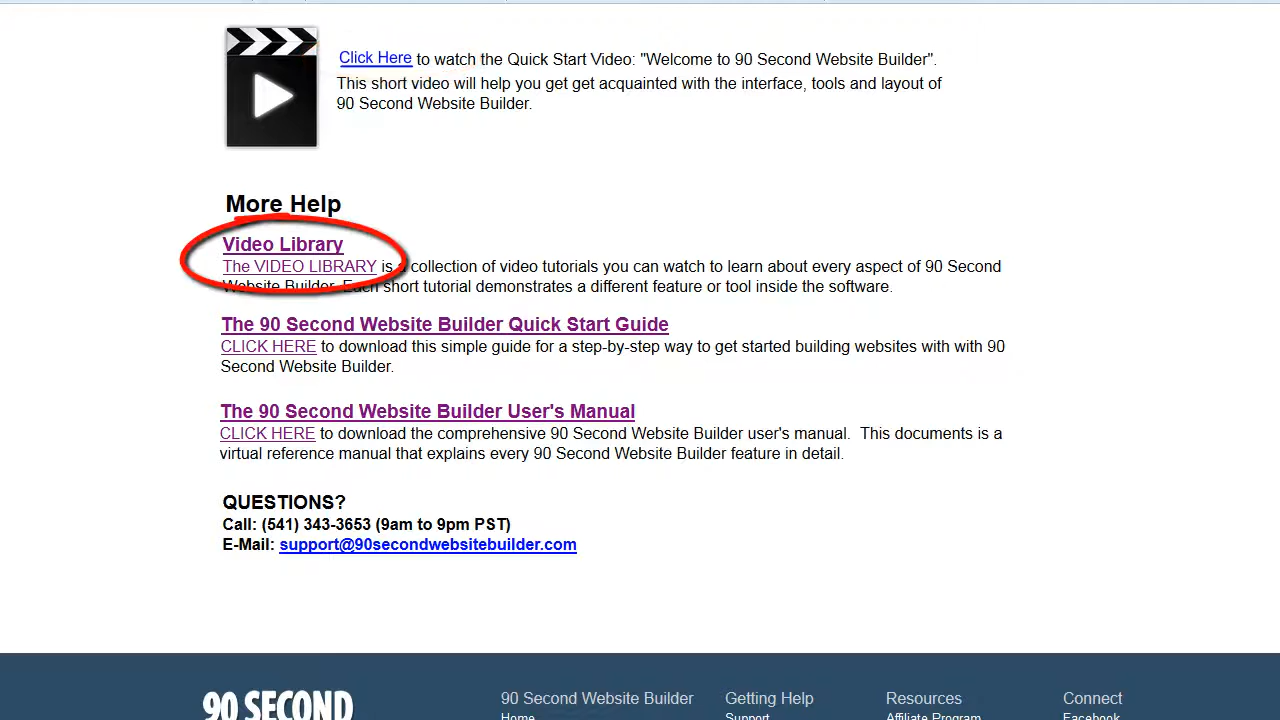 Click Here to watch the Quick Start Video: "Welcome to 90 Second Website Builder".
This short video will help you get get acquainted with the interface, tools and layout of
90 Second Website Builder.
More Help
Video Library
The VIDEO LIBRARY is a collection of video tutorials you can watch to learn about every aspect of 90 Second
Website Builder. Each short tutorial demonstrates a different feature or tool inside the software.
The 90 Second Website Builder Quick Start Guide
CLICK HERE to download this simple guide for a step-by-step way to get started building websites with with 90
Second Website Builder.
The 90 Second Website Builder User's Manual
CLICK HERE to download the comprehensive 90 Second Website Builder user's manual.  This documents is a
virtual reference manual that explains every 90 Second Website Builder feature in detail.
QUESTIONS?
Call: (541) 343-3653 (9am to 9pm PST)
E-Mail: support@90secondwebsitebuilder.com
90 SECOND
90 Second Website Builder Getting Help Resources Connect
Home Support Affiliate Program Facebook